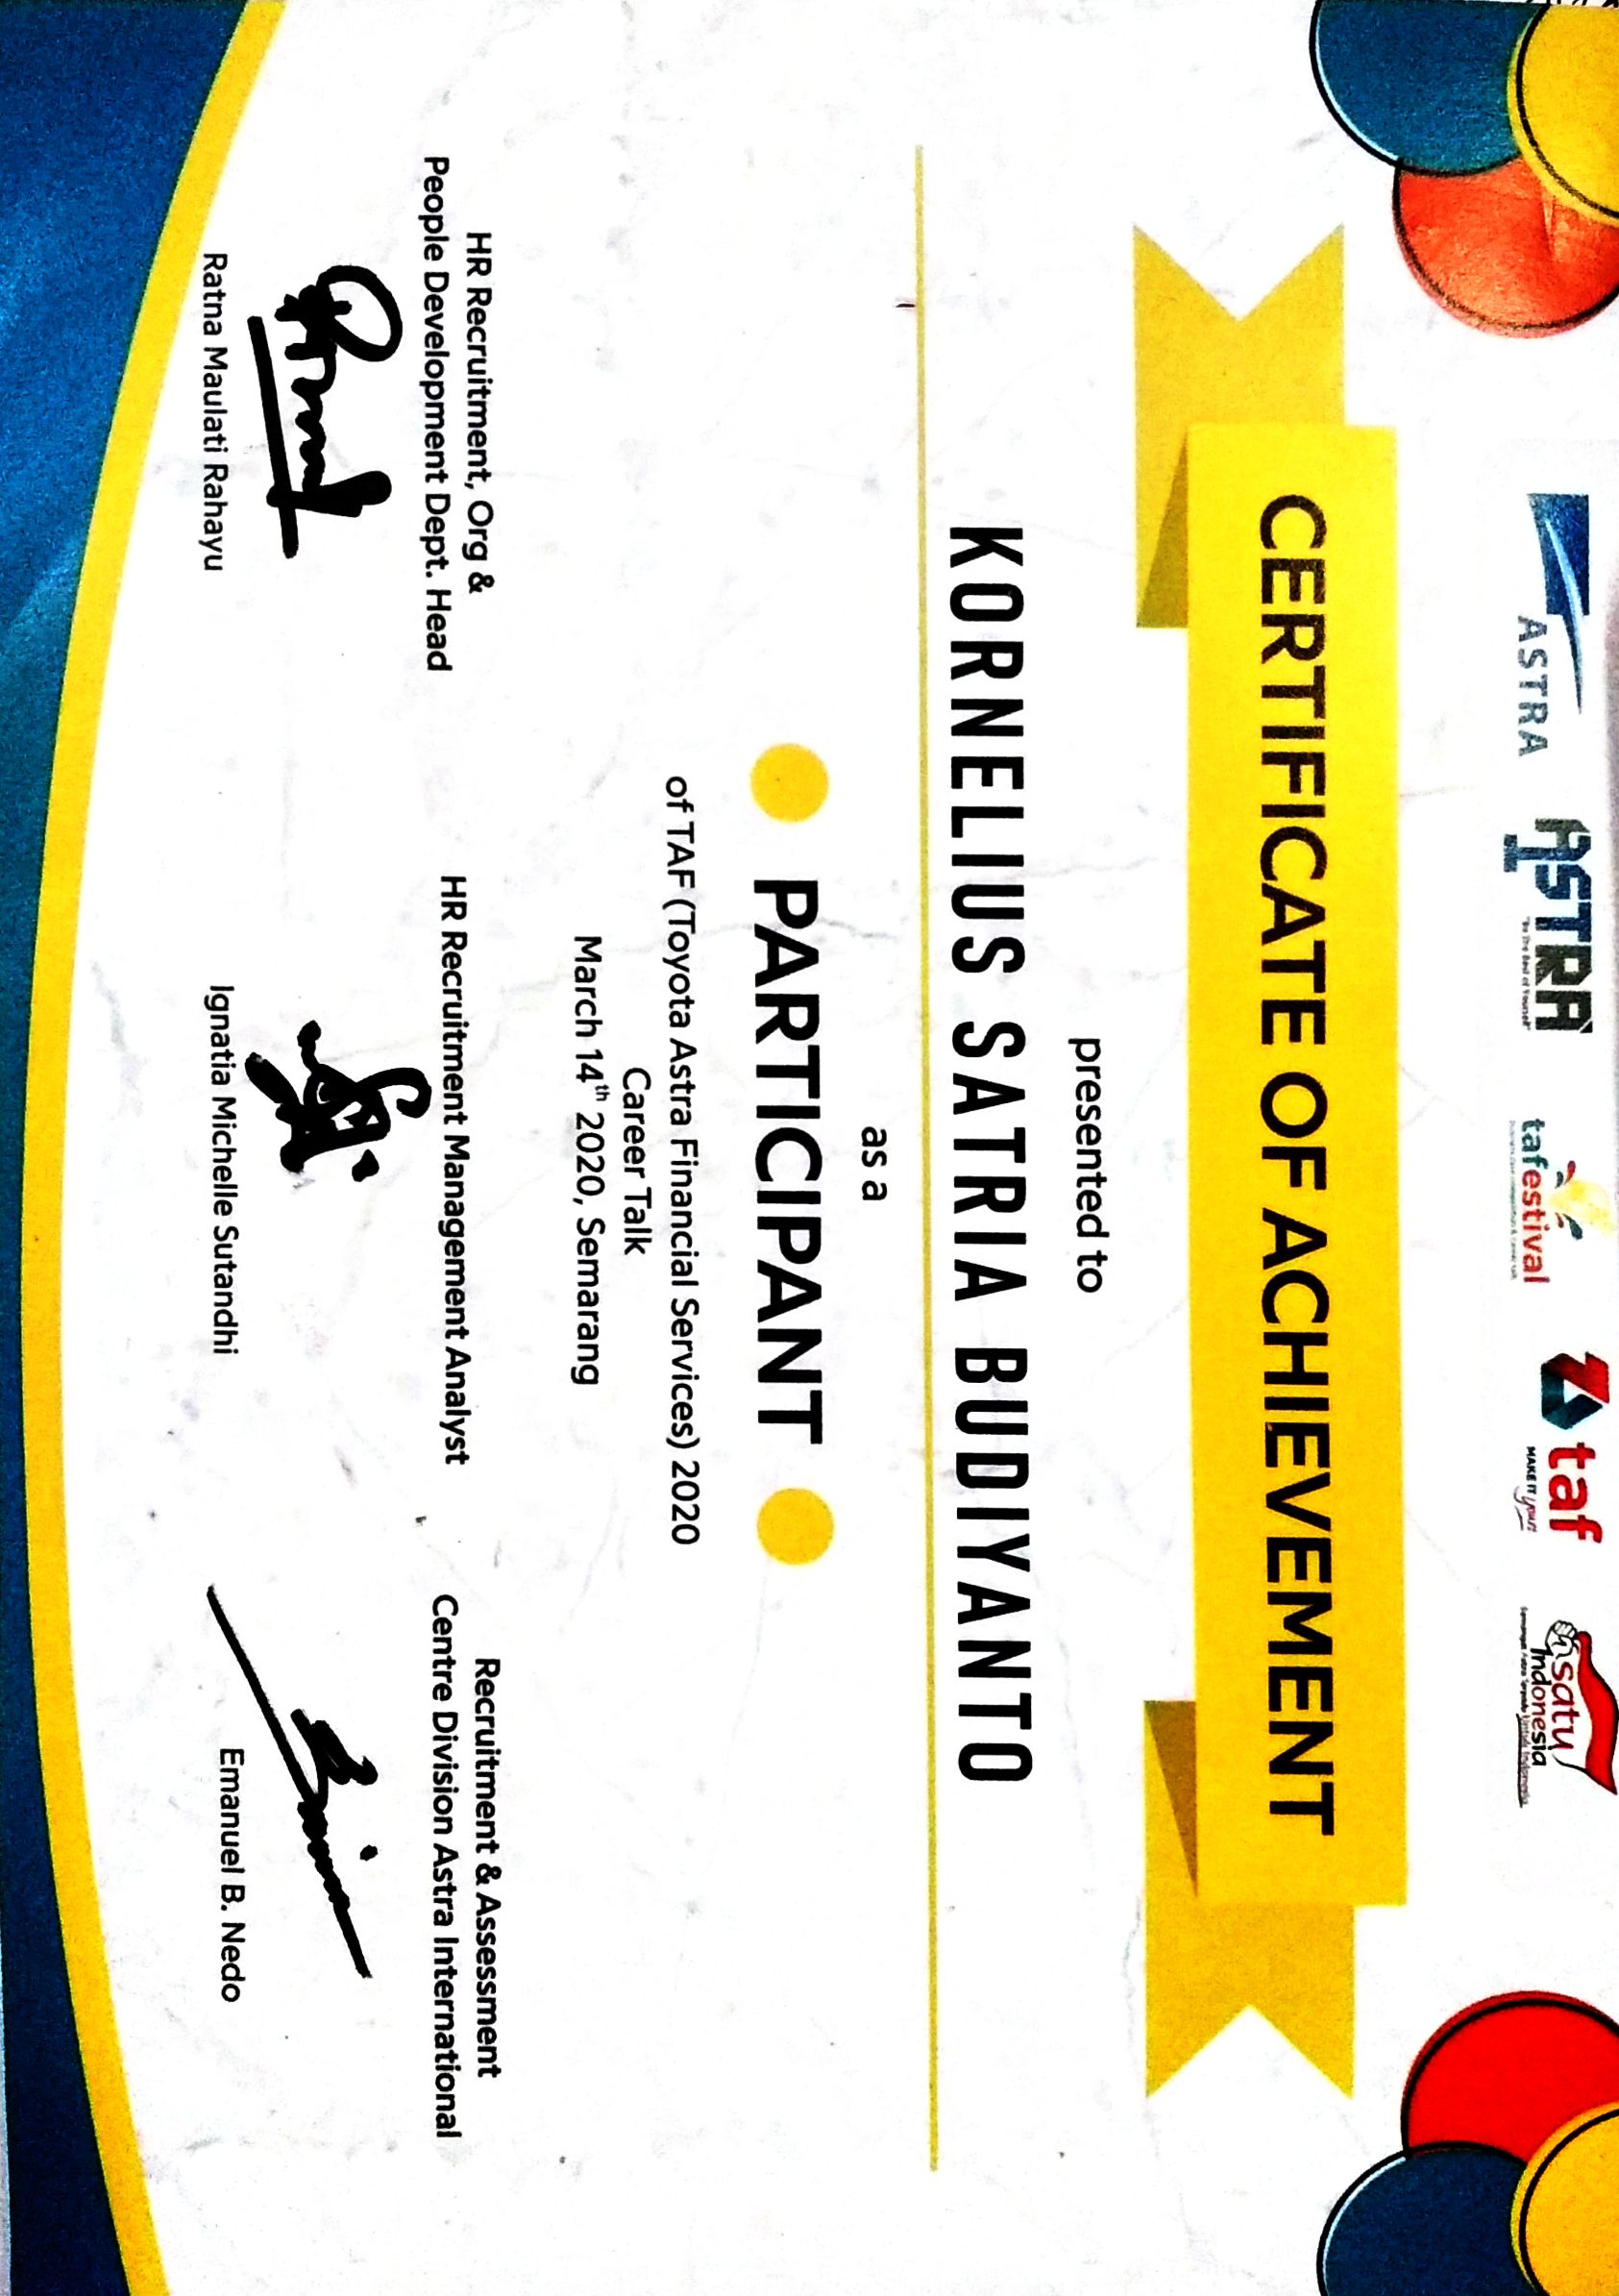 ASTRA
ASTRA
"Be The Best of Yourself"
tafestival
taf
MAKE IT yours
satu
Indonesia
Semangat Astra Terpadu Untuk Indonesia
CERTIFICATE OF ACHIEVEMENT
presented to
KORNELIUS SATRIA BUDIYANTO
as a
PARTICIPANT
of TAF (Toyota Astra Financial Services) 2020
Career Talk
March 14th 2020, Semarang
HR Recruitment, Org &
People Development Dept. Head
HR Recruitment Management Analyst
Recruitment & Assessment
Centre Division Astra International
Ratna Maulati Rahayu
Ignatia Michelle Sutandhi
Emanuel B. Nedo